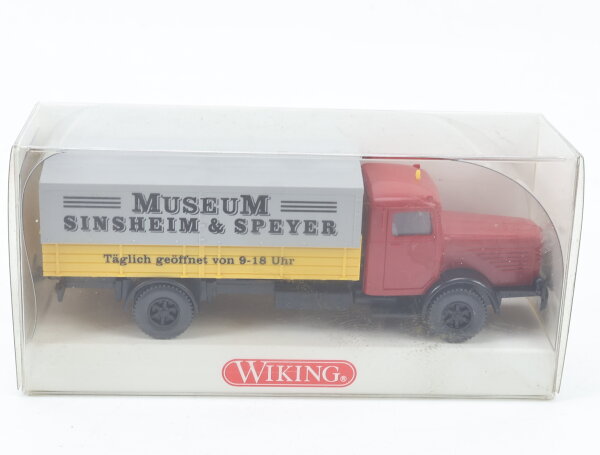 MUSEUM
SINSHEIM & SPEYER
Täglich geöffnet von 9-18 Uhr
WIKING®